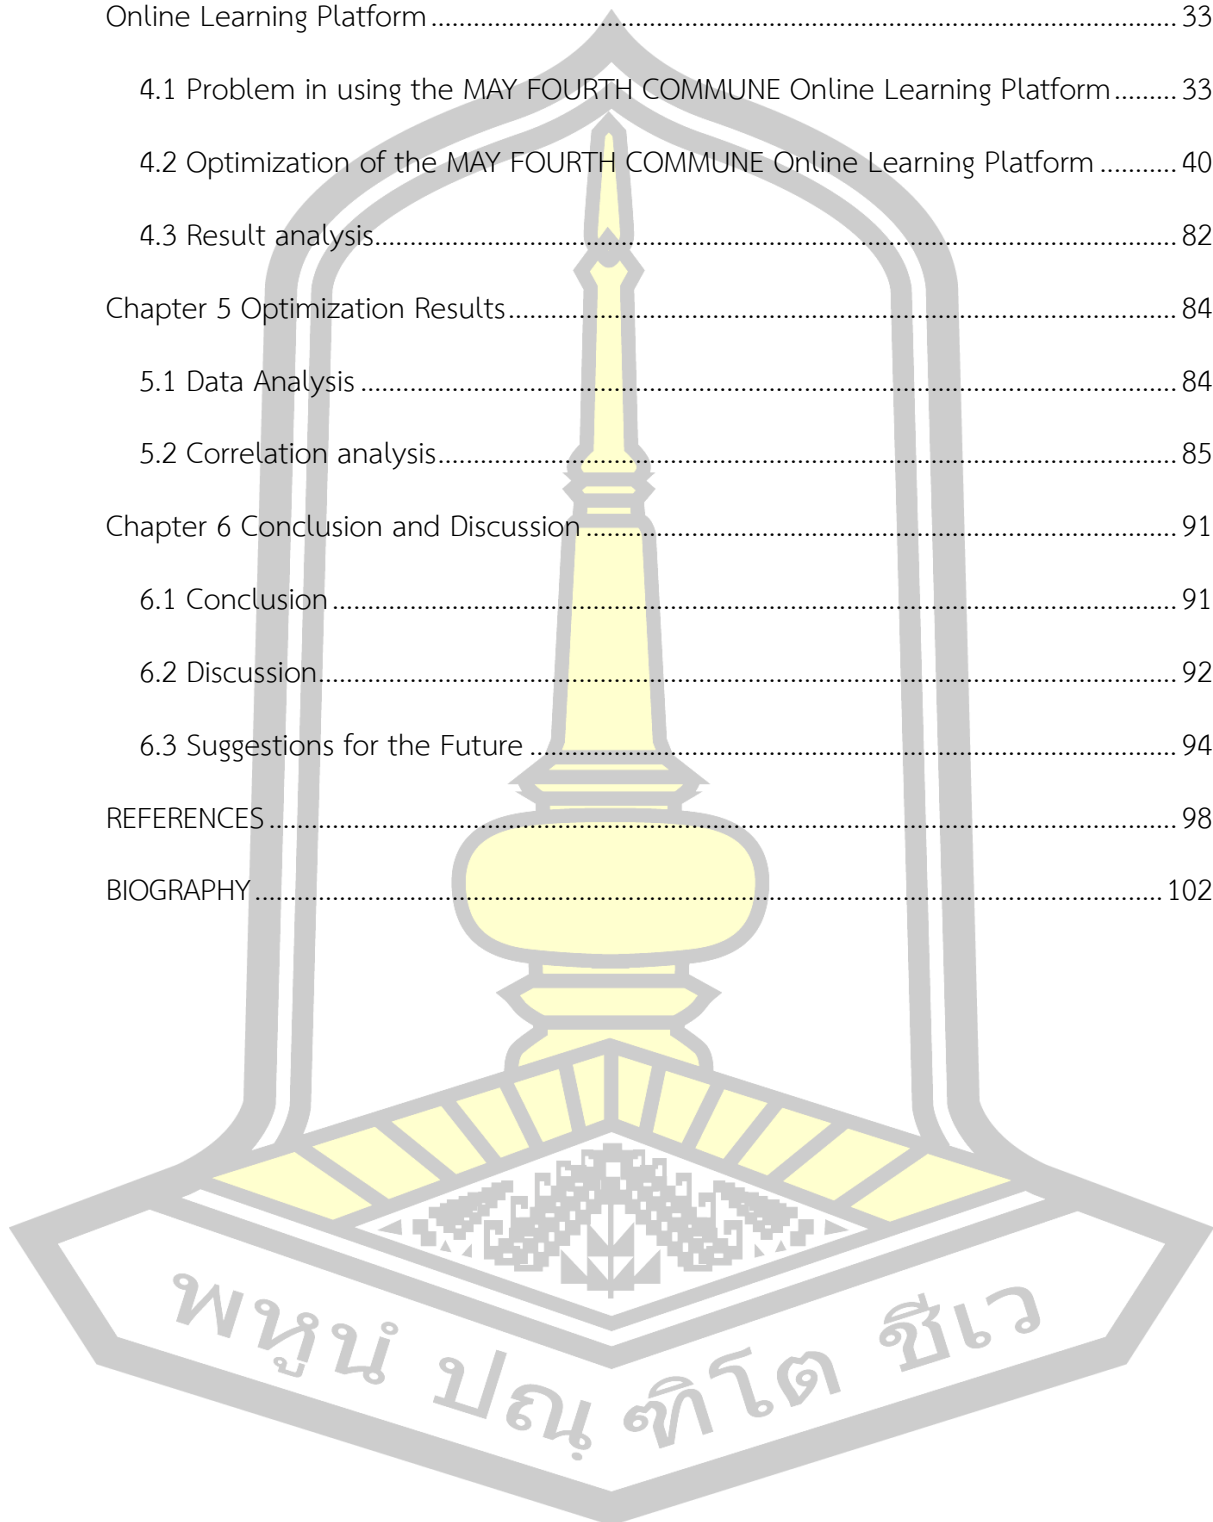 Online Learning Platform ........ 33
4.1 Problem in using the MAY FOURTH COMMUNE Online Learning Platform ........ 33
4.2 Optimization of the MAY FOURTH COMMUNE Online Learning Platform ........ 40
4.3 Result analysis ........ 82
Chapter 5 Optimization Results ........ 84
5.1 Data Analysis ........ 84
5.2 Correlation analysis ........ 85
Chapter 6 Conclusion and Discussion ........ 91
6.1 Conclusion ........ 91
6.2 Discussion ........ 92
6.3 Suggestions for the Future ........ 94
REFERENCES ........ 98
BIOGRAPHY ........ 102
พหูนํ ปณฺฑิโต ชีเว